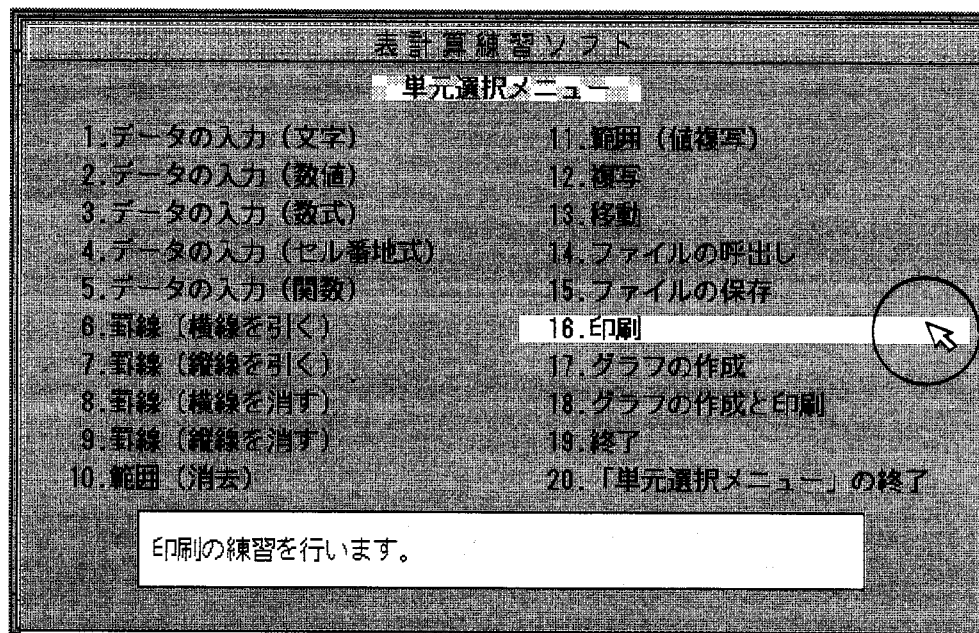 表計算練習ソフト
単元選択メニュー
1.データの入力（文字）
2.データの入力（数値）
3.データの入力（数式）
4.データの入力（セル番地式）
5.データの入力（関数）
6.罫線（横線を引く）
7.罫線（縦線を引く）
8.罫線（横線を消す）
9.罫線（縦線を消す）
10.範囲（消去）
11.範囲（値複写）
12.複写
13.移動
14.ファイルの呼出し
15.ファイルの保存
16.印刷
17.グラフの作成
18.グラフの作成と印刷
19.終了
20.「単元選択メニュー」の終了
印刷の練習を行います。